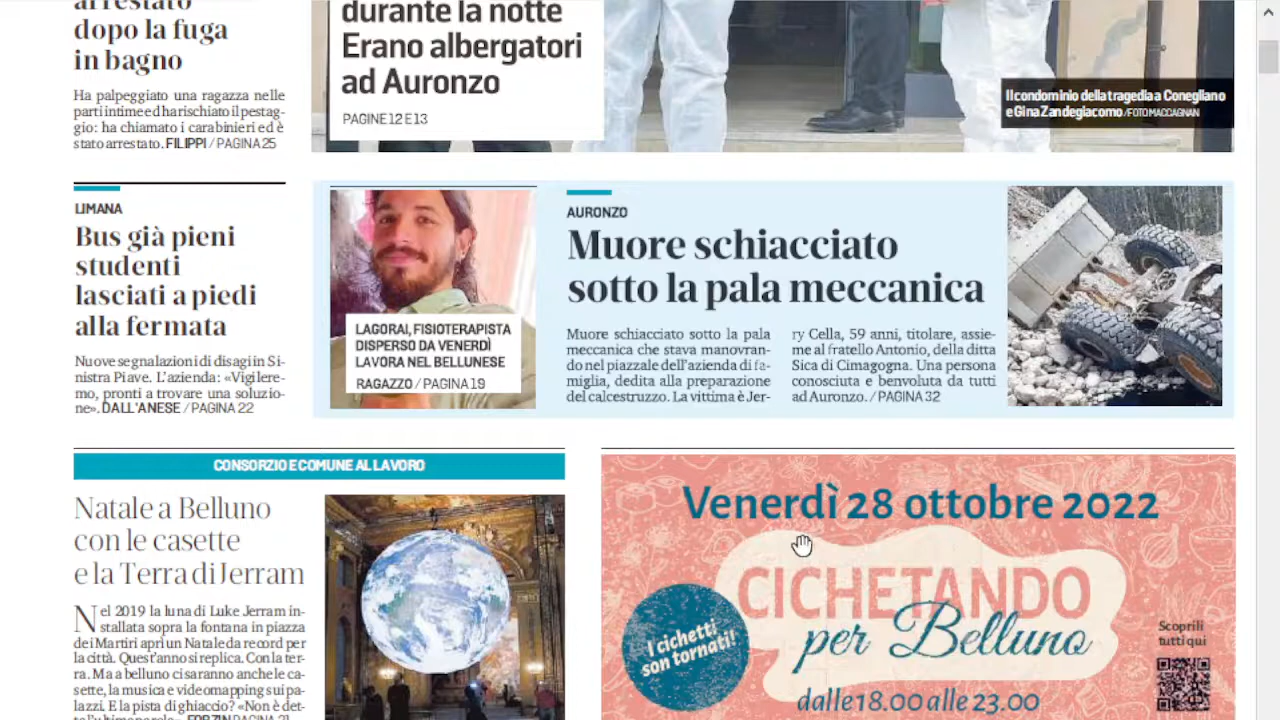 arrestato
dopo la fuga
in bagno
Ha palpeggiato una ragazza nelle
parti intime ed ha rischiato il pestag-
gio: ha chiamato i carabinieri ed è
stato arrestato. FILIPPI / PAGINA 25
durante la notte
Erano albergatori
ad Auronzo
PAGINE 12 E 13
Il condominio della tragedia a Conegliano
e Gina Zandegiacomo / FOTO MACCAGNAN
LIMANA
Bus già pieni
studenti
lasciati a piedi
alla fermata
Nuove segnalazioni di disagi in Si-
nistra Piave. L'azienda: «Vigilere-
mo, pronti a trovare una soluzio-
ne». DALL'ANESE / PAGINA 22
LAGORAI, FISIOTERAPISTA
DISPERSO DA VENERDÌ
LAVORA NEL BELLUNESE
RAGAZZO / PAGINA 19
AURONZO
Muore schiacciato
sotto la pala meccanica
Muore schiacciato sotto la pala
meccanica che stava manovran-
do nel piazzale dell'azienda di fa-
miglia, dedita alla preparazione
del calcestruzzo. La vittima è Jer-
ry Cella, 59 anni, titolare, assie-
me al fratello Antonio, della ditta
Sica di Cimagogna. Una persona
conosciuta e benvoluta da tutti
ad Auronzo. / PAGINA 32
CONSORZIO E COMUNE AL LAVORO
Natale a Belluno
con le casette
e la Terra di Jerram
Nel 2019 la luna di Luke Jerram in-
stallata sopra la fontana in piazza
dei Martiri aprì un Natale da record per
la città. Quest'anno si replica. Con la ter-
ra. Ma a belluno ci saranno anche le ca-
sette, la musica e videomapping sui pa-
lazzi. E la pista di ghiaccio? «Non è det-
ta l'ultima parola». FORZIN PAGINA 21
Venerdì 28 ottobre 2022
CICHETANDO
per Belluno
I cichetti
son tornati!
dalle 18.00 alle 23.00
Scoprili
tutti qui